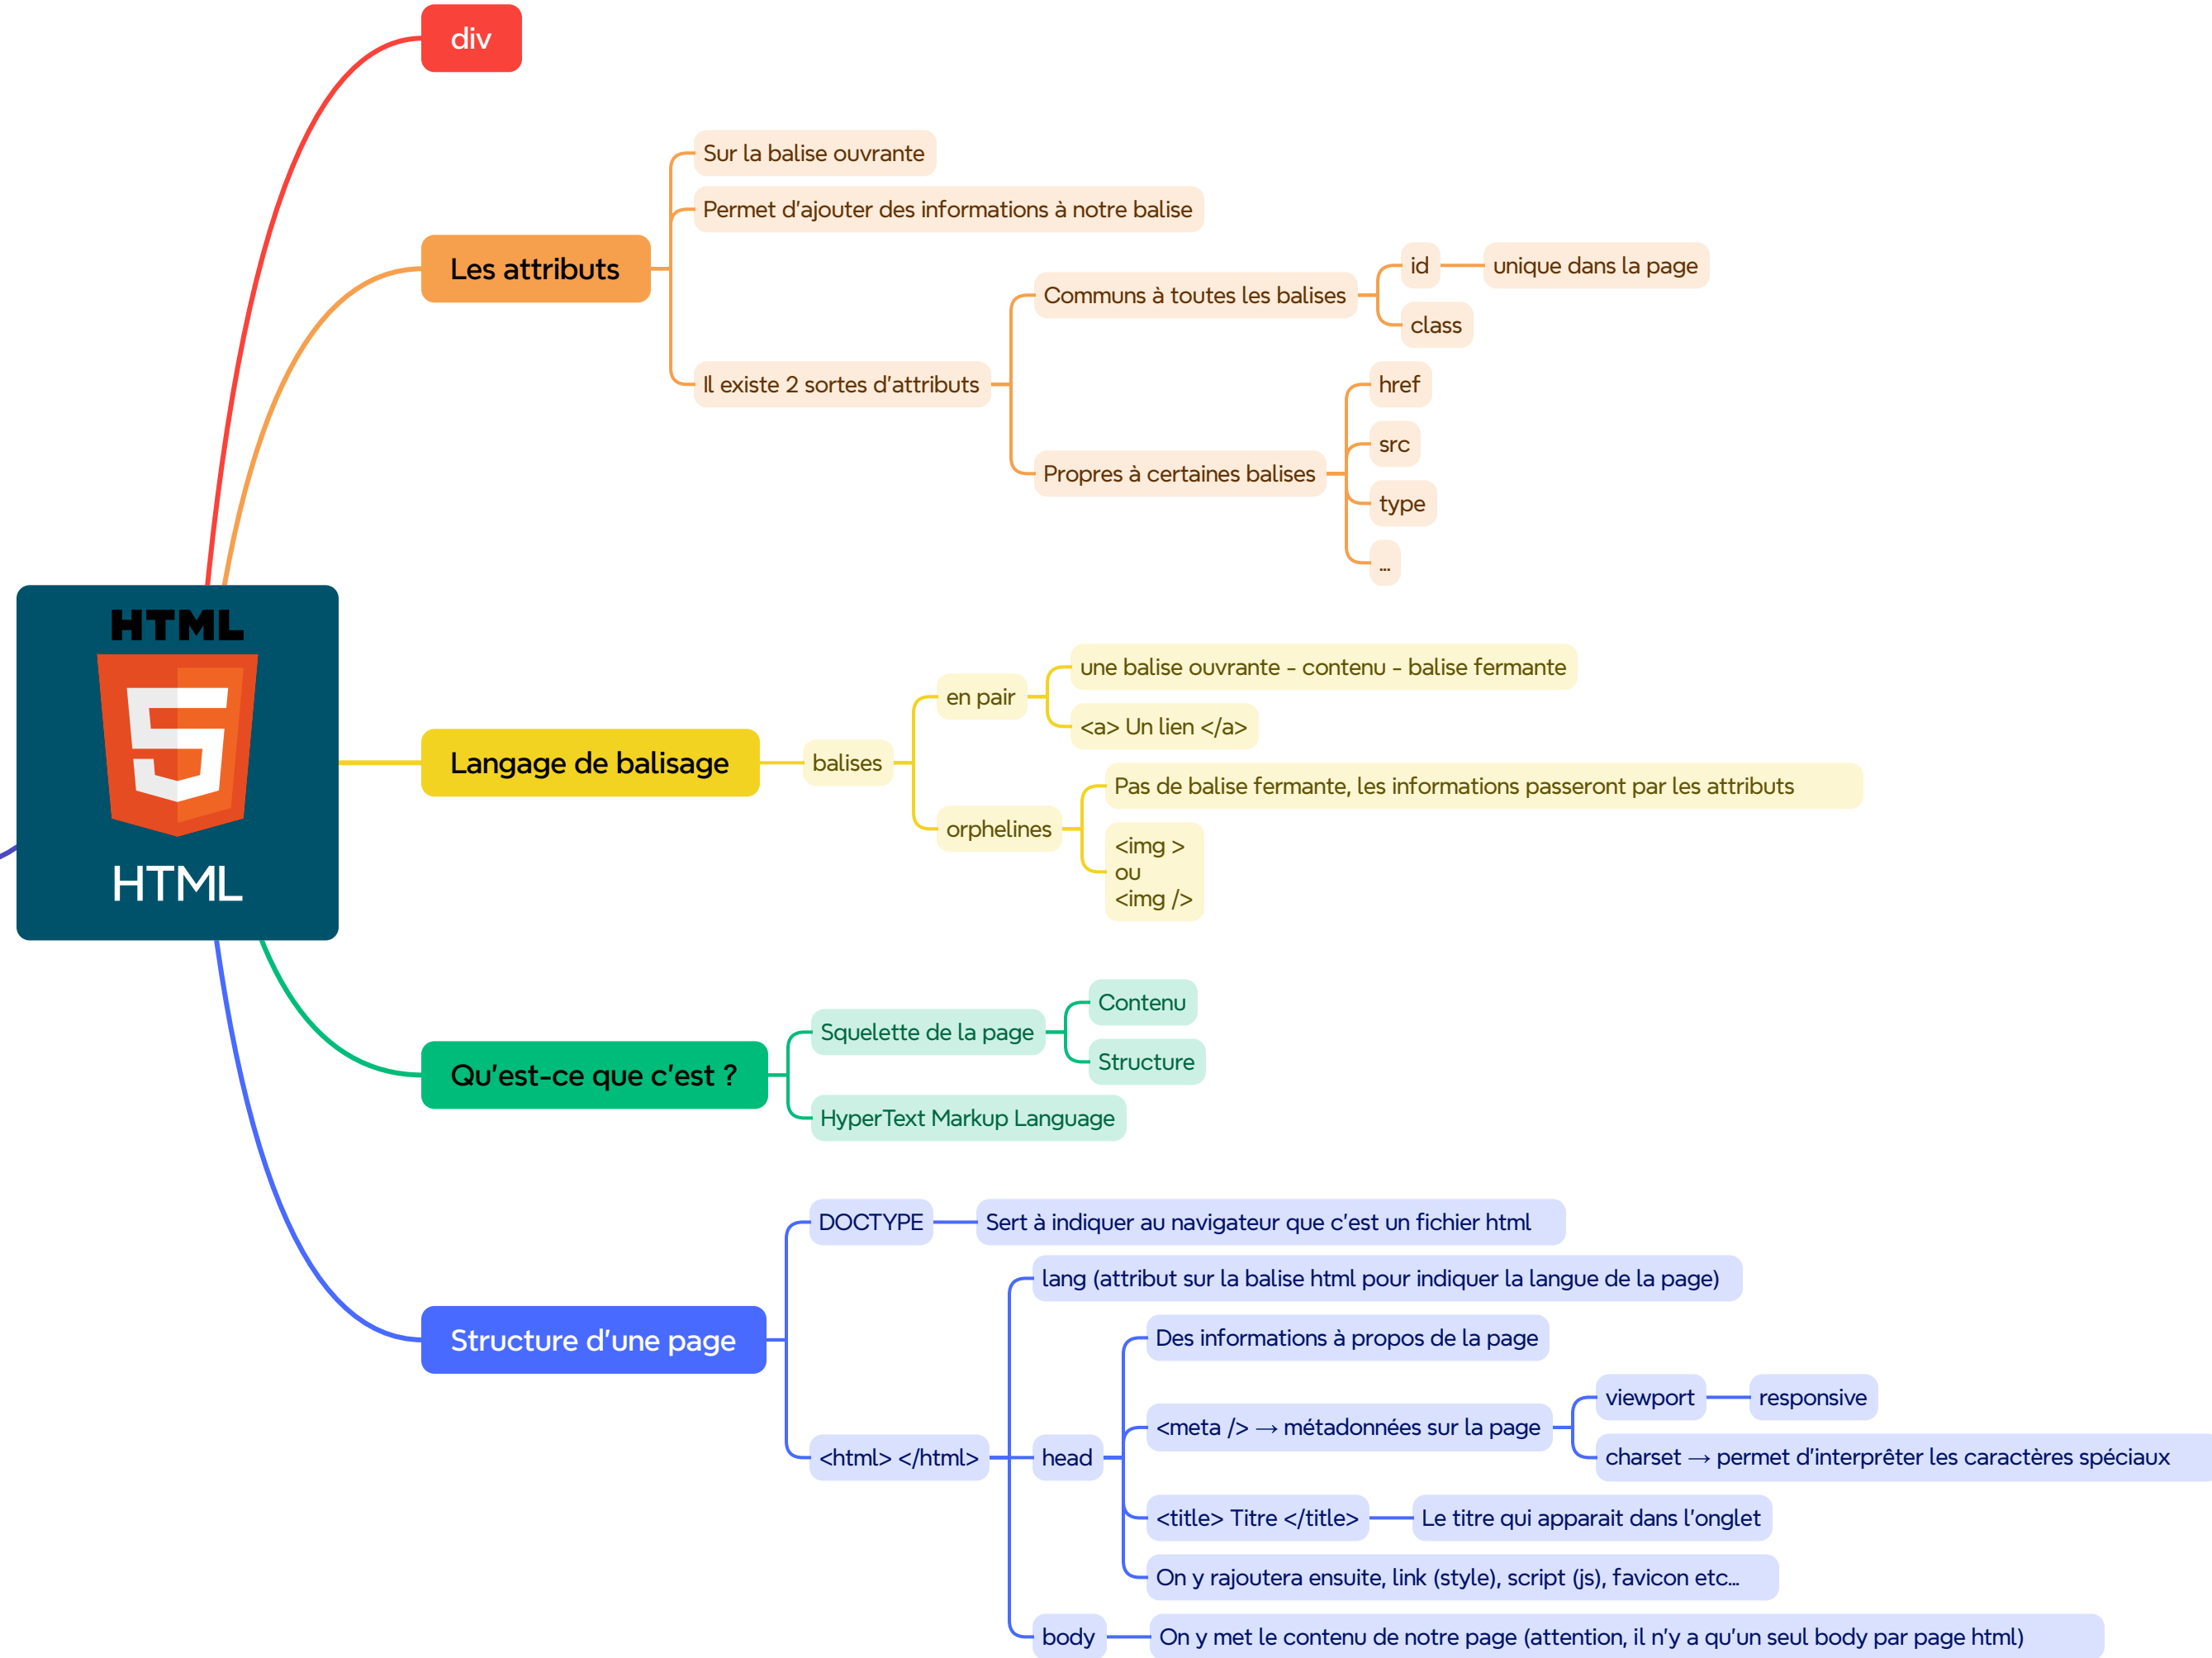 div
Les attributs
Sur la balise ouvrante
Permet d'ajouter des informations à notre balise
Il existe 2 sortes d'attributs
Communs à toutes les balises
id
unique dans la page
class
Propres à certaines balises
href
src
type
...
HTML
5
HTML
Langage de balisage
balises
en pair
une balise ouvrante - contenu - balise fermante
<a> Un lien </a>
orphelines
Pas de balise fermante, les informations passeront par les attributs
<img >
ou
<img />
Qu'est-ce que c'est ?
Squelette de la page
Contenu
Structure
HyperText Markup Language
Structure d'une page
DOCTYPE
Sert à indiquer au navigateur que c'est un fichier html
<html> </html>
lang (attribut sur la balise html pour indiquer la langue de la page)
head
Des informations à propos de la page
<meta /> → métadonnées sur la page
viewport
responsive
charset → permet d'interprêter les caractères spéciaux
<title> Titre </title>
Le titre qui apparait dans l'onglet
On y rajoutera ensuite, link (style), script (js), favicon etc...
body
On y met le contenu de notre page (attention, il n'y a qu'un seul body par page html)